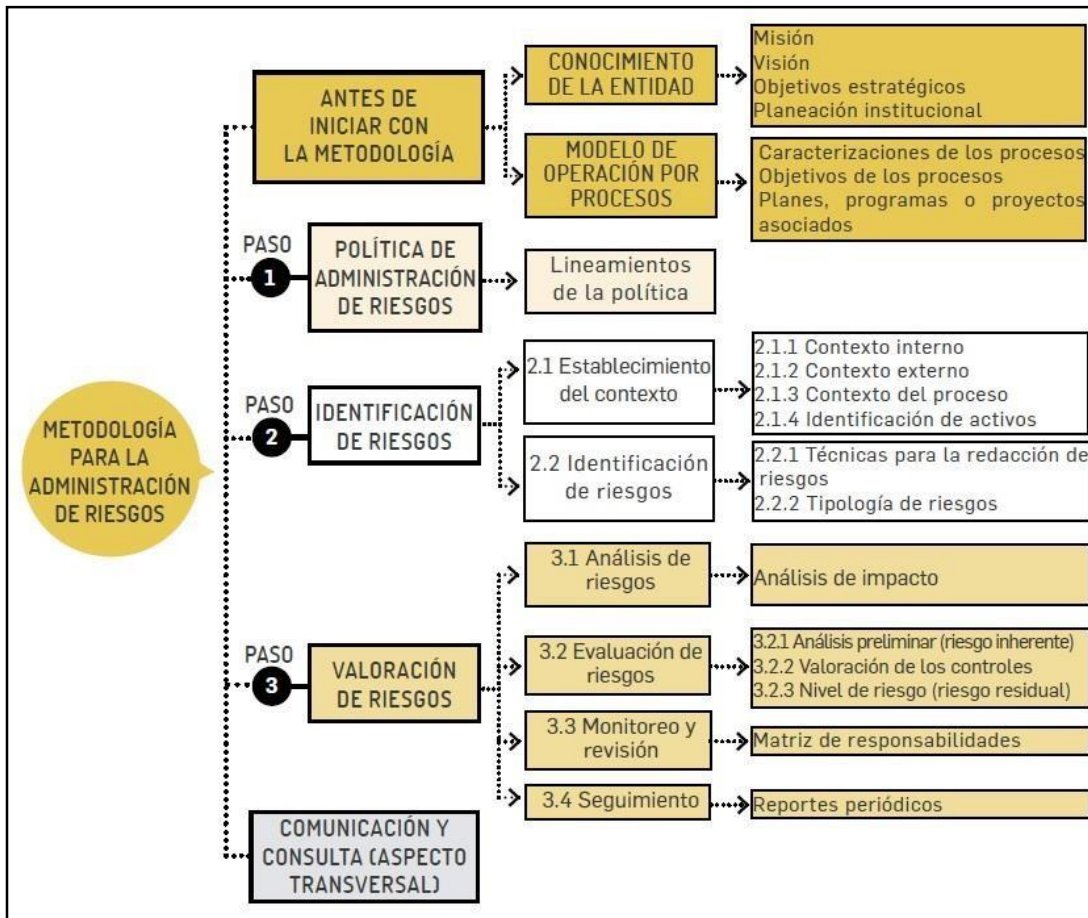 METODOLOGÍA
PARA LA
ADMINISTRACIÓN
DE RIESGOS
ANTES DE
INICIAR CON
LA METODOLOGÍA
CONOCIMIENTO
DE LA ENTIDAD
Misión
Visión
Objetivos estratégicos
Planeación institucional
MODELO DE
OPERACIÓN POR
PROCESOS
Caracterizaciones de los procesos
Objetivos de los procesos
Planes, programas o proyectos
asociados
PASO
1
POLÍTICA DE
ADMINISTRACIÓN
DE RIESGOS
Lineamientos
de la política
PASO
2
IDENTIFICACIÓN
DE RIESGOS
2.1 Establecimiento
del contexto
2.1.1 Contexto interno
2.1.2 Contexto externo
2.1.3 Contexto del proceso
2.1.4 Identificación de activos
2.2 Identificación
de riesgos
2.2.1 Técnicas para la redacción de
riesgos
2.2.2 Tipología de riesgos
PASO
3
VALORACIÓN
DE RIESGOS
3.1 Análisis de
riesgos
Análisis de impacto
3.2 Evaluación de
riesgos
3.2.1 Análisis preliminar (riesgo inherente)
3.2.2 Valoración de los controles
3.2.3 Nivel de riesgo (riesgo residual)
3.3 Monitoreo y
revisión
Matriz de responsabilidades
3.4 Seguimiento
Reportes periódicos
COMUNICACIÓN Y
CONSULTA (ASPECTO
TRANSVERSAL)